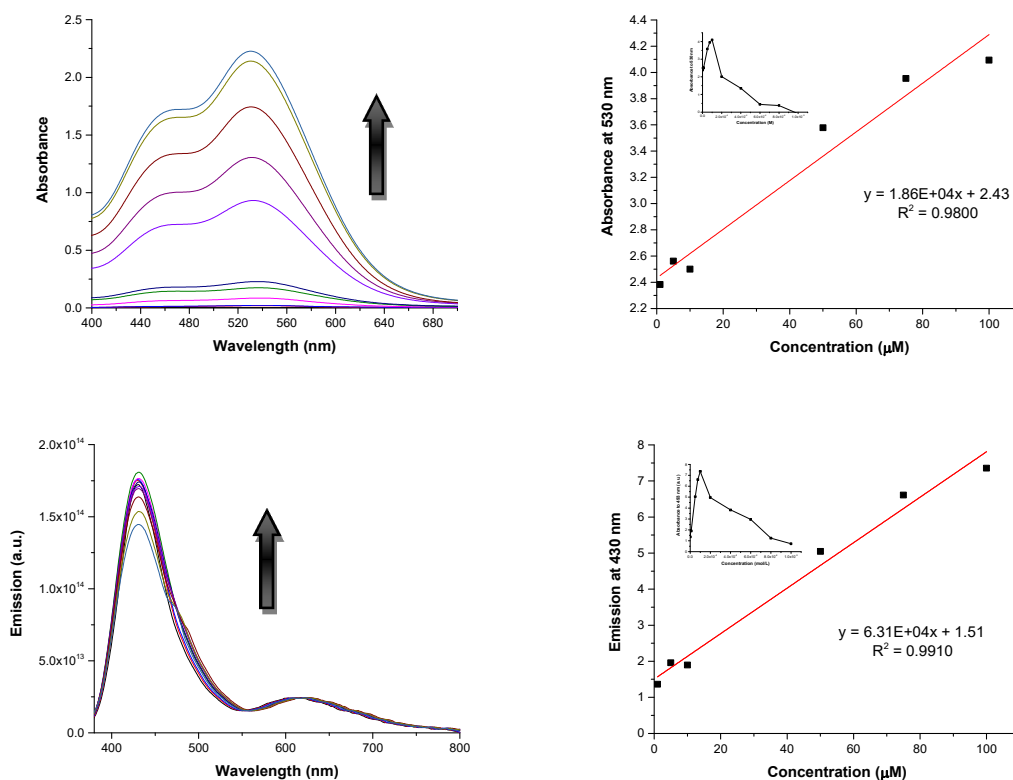 2.5
2.0
1.5
1.0
0.5
0.0
Absorbance
400 440 480 520 560 600 640 680
Wavelength (nm)
4.4
4.2
4.0
3.8
3.6
3.4
3.2
3.0
2.8
2.6
2.4
2.2
Absorbance at 530 nm
Concentration (M)
y = 1.86E+04x + 2.43
R² = 0.9800
0 20 40 60 80 100
Concentration (μM)
2.0x10¹⁴
1.5x10¹⁴
1.0x10¹⁴
5.0x10¹³
0.0
Emission (a.u.)
400 500 600 700 800
Wavelength (nm)
8
7
6
5
4
3
2
1
0
Emission at 430 nm
Concentration (mol/L)
y = 6.31E+04x + 1.51
R² = 0.9910
0 20 40 60 80 100
Concentration (μM)